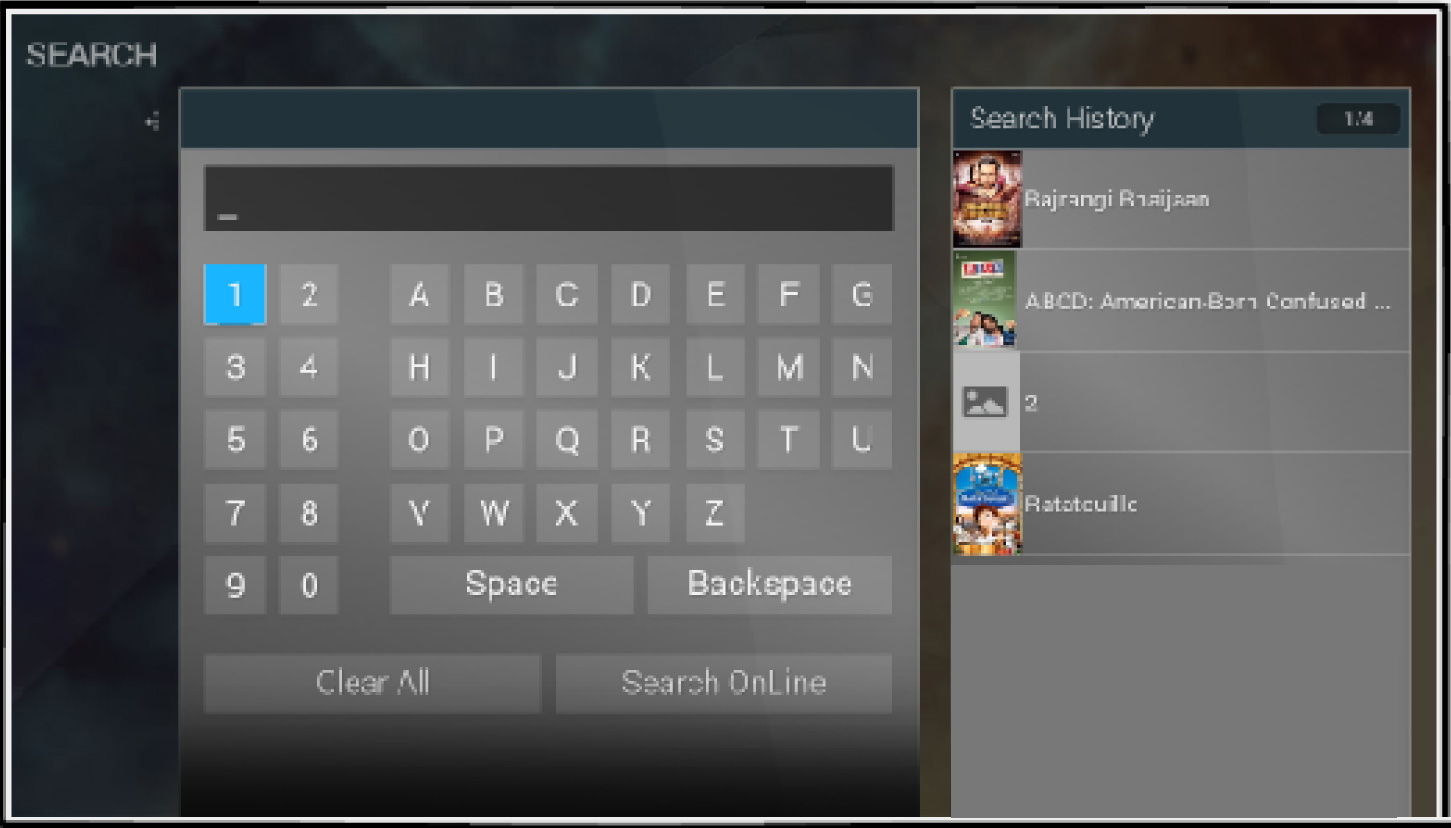 SEARCH
Search History 1/4
_
Bajrangi Bhaijaan
1 2 A B C D E F G
ABCD: American-Born Confused ...
3 4 H I J K L M N
2
5 6 O P Q R S T U
7 8 V W X Y Z
Ratatouille
9 0 Space Backspace
Clear All Search OnLine